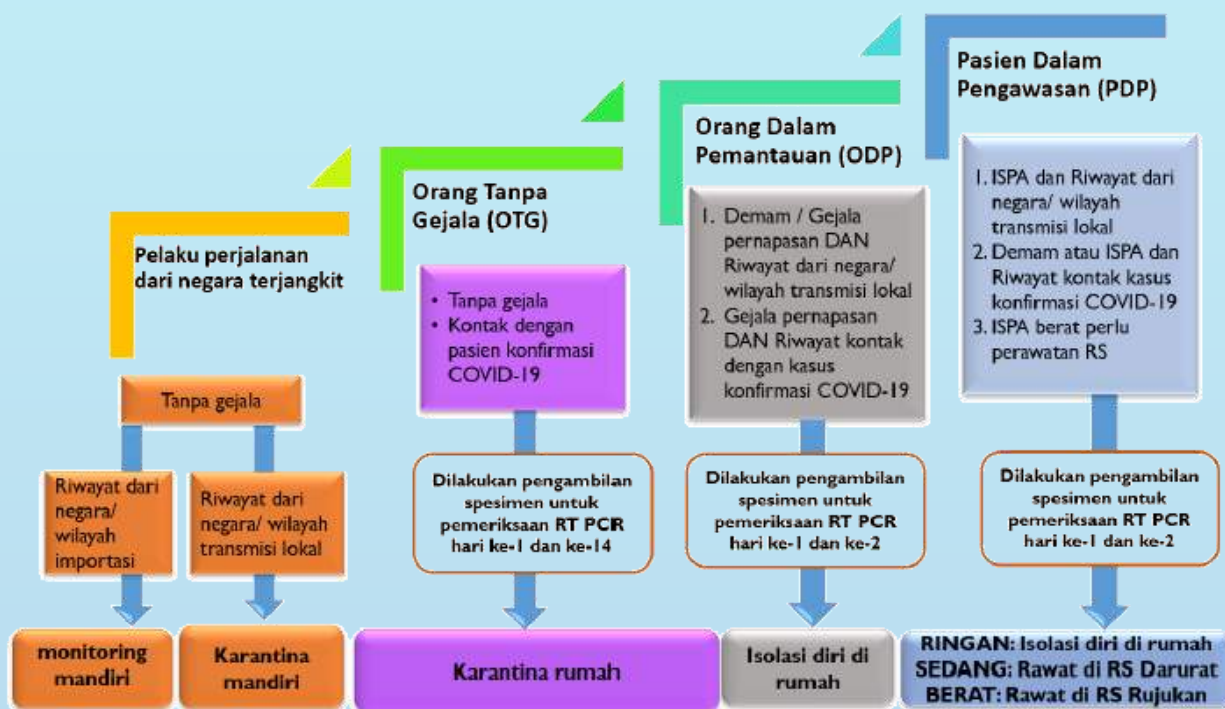 Pelaku perjalanan
dari negara terjangkit
Tanpa gejala
Riwayat dari
negara/
wilayah
importasi
Riwayat dari
negara/ wilayah
transmisi lokal
monitoring
mandiri
Karantina
mandiri
Orang Tanpa
Gejala (OTG)
• Tanpa gejala
• Kontak dengan
pasien konfirmasi
COVID-19
Dilakukan pengambilan
spesimen untuk
pemeriksaan RT PCR
hari ke-1 dan ke-14
Karantina rumah
Orang Dalam
Pemantauan (ODP)
1. Demam / Gejala
pernapasan DAN
Riwayat dari negara/
wilayah transmisi lokal
2. Gejala pernapasan
DAN Riwayat kontak
dengan kasus
konfirmasi COVID-19
Dilakukan pengambilan
spesimen untuk
pemeriksaan RT PCR
hari ke-1 dan ke-2
Isolasi diri di
rumah
Pasien Dalam
Pengawasan (PDP)
1. ISPA dan Riwayat dari
negara/ wilayah
transmisi lokal
2. Demam atau ISPA dan
Riwayat kontak kasus
konfirmasi COVID-19
3. ISPA berat perlu
perawatan RS
Dilakukan pengambilan
spesimen untuk
pemeriksaan RT PCR
hari ke-1 dan ke-2
RINGAN: Isolasi diri di rumah
SEDANG: Rawat di RS Darurat
BERAT: Rawat di RS Rujukan